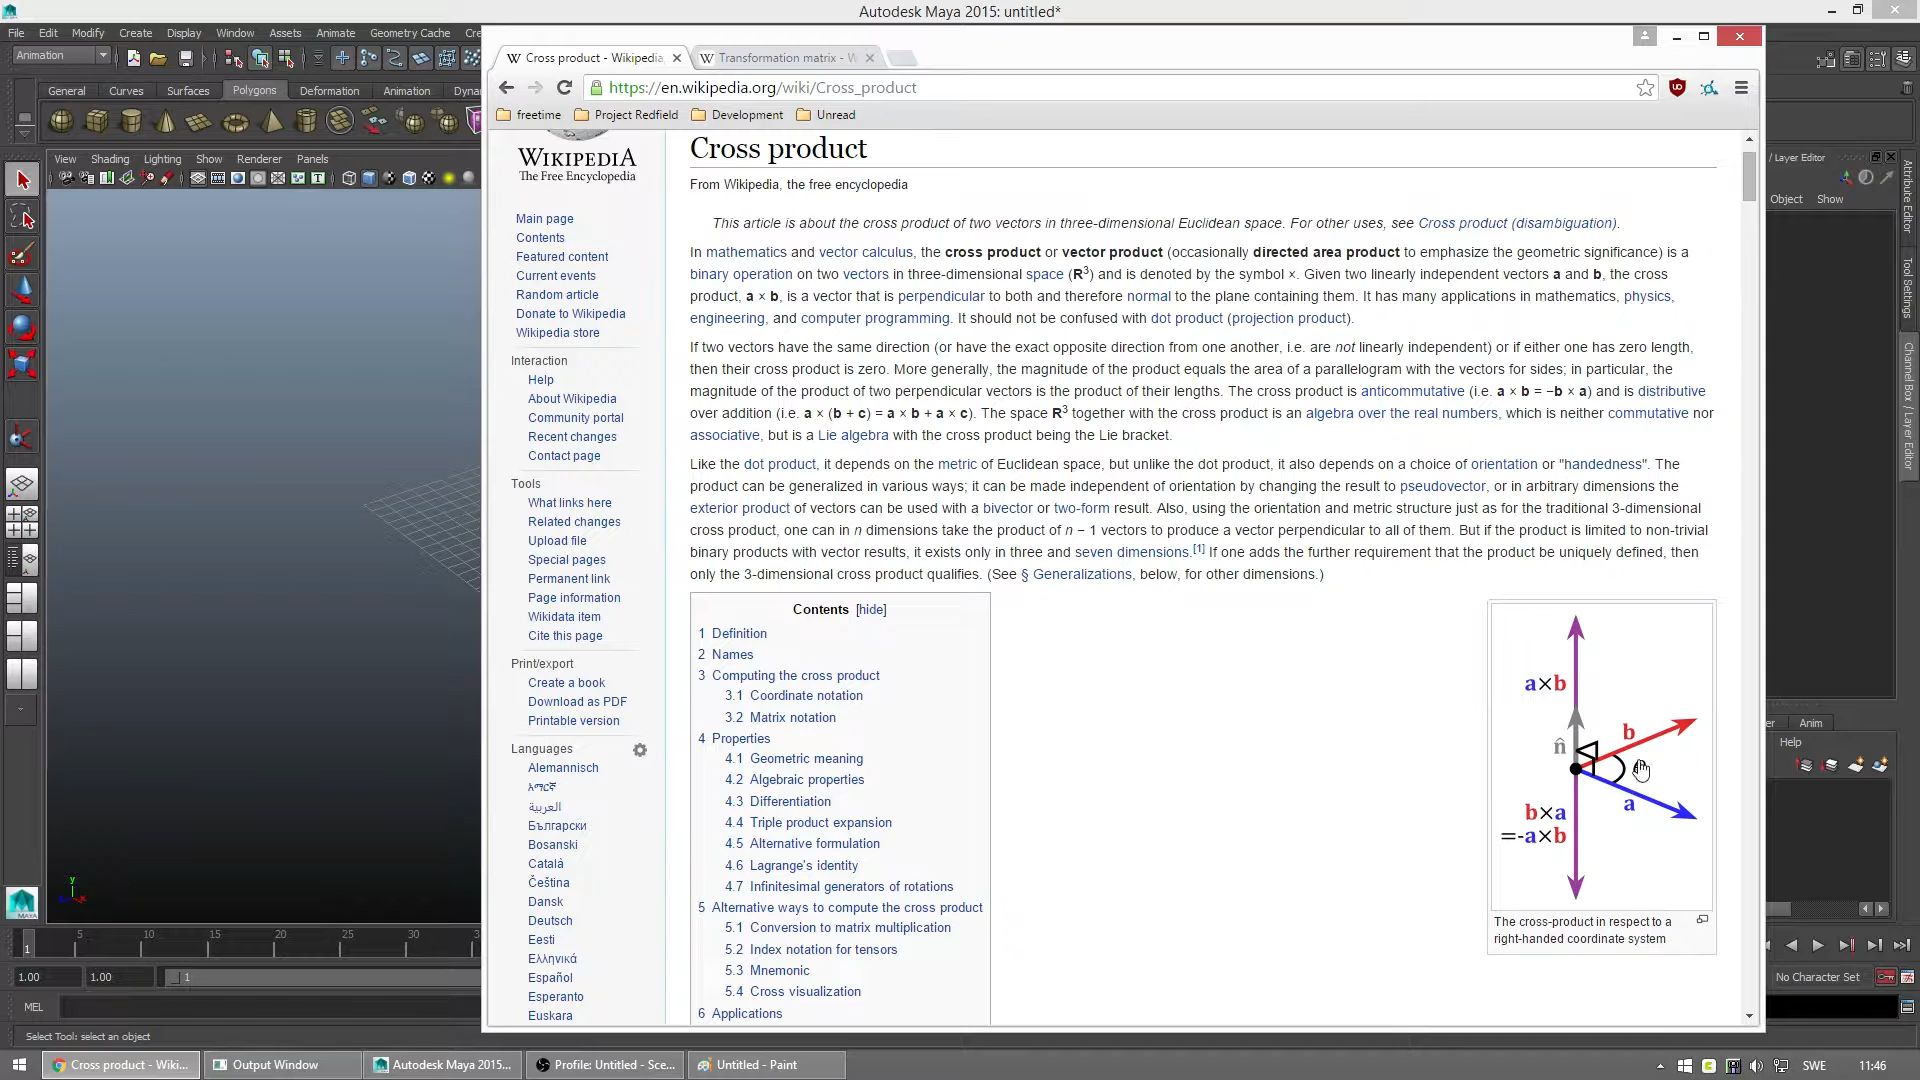 Autodesk Maya 2015: untitled*
File Edit Modify Create Display Window Assets Animate Geometry Cache
Animation
General Curves Surfaces Polygons Deformation Animation
View Shading Lighting Show Renderer Panels
Cross product - Wikipedia, Transformation matrix - W
https://en.wikipedia.org/wiki/Cross_product
freetime Project Redfield Development Unread
WIKIPEDIA
The Free Encyclopedia
Main page
Contents
Featured content
Current events
Random article
Donate to Wikipedia
Wikipedia store
Interaction
Help
About Wikipedia
Community portal
Recent changes
Contact page
Tools
What links here
Related changes
Upload file
Special pages
Permanent link
Page information
Wikidata item
Cite this page
Print/export
Create a book
Download as PDF
Printable version
Languages
Alemannisch
አማርኛ
العربية
Български
Bosanski
Català
Čeština
Dansk
Deutsch
Eesti
Ελληνικά
Español
Esperanto
Euskara
Cross product
From Wikipedia, the free encyclopedia
This article is about the cross product of two vectors in three-dimensional Euclidean space. For other uses, see Cross product (disambiguation).
In mathematics and vector calculus, the cross product or vector product (occasionally directed area product to emphasize the geometric significance) is a
binary operation on two vectors in three-dimensional space (R3) and is denoted by the symbol ×. Given two linearly independent vectors a and b, the cross
product, a × b, is a vector that is perpendicular to both and therefore normal to the plane containing them. It has many applications in mathematics, physics,
engineering, and computer programming. It should not be confused with dot product (projection product).
If two vectors have the same direction (or have the exact opposite direction from one another, i.e. are not linearly independent) or if either one has zero length,
then their cross product is zero. More generally, the magnitude of the product equals the area of a parallelogram with the vectors for sides; in particular, the
magnitude of the product of two perpendicular vectors is the product of their lengths. The cross product is anticommutative (i.e. a × b = −b × a) and is distributive
over addition (i.e. a × (b + c) = a × b + a × c). The space R3 together with the cross product is an algebra over the real numbers, which is neither commutative nor
associative, but is a Lie algebra with the cross product being the Lie bracket.
Like the dot product, it depends on the metric of Euclidean space, but unlike the dot product, it also depends on a choice of orientation or "handedness". The
product can be generalized in various ways; it can be made independent of orientation by changing the result to pseudovector, or in arbitrary dimensions the
exterior product of vectors can be used with a bivector or two-form result. Also, using the orientation and metric structure just as for the traditional 3-dimensional
cross product, one can in n dimensions take the product of n − 1 vectors to produce a vector perpendicular to all of them. But if the product is limited to non-trivial
binary products with vector results, it exists only in three and seven dimensions.[1] If one adds the further requirement that the product be uniquely defined, then
only the 3-dimensional cross product qualifies. (See § Generalizations, below, for other dimensions.)
Contents [hide]
1 Definition
2 Names
3 Computing the cross product
3.1 Coordinate notation
3.2 Matrix notation
4 Properties
4.1 Geometric meaning
4.2 Algebraic properties
4.3 Differentiation
4.4 Triple product expansion
4.5 Alternative formulation
4.6 Lagrange's identity
4.7 Infinitesimal generators of rotations
5 Alternative ways to compute the cross product
5.1 Conversion to matrix multiplication
5.2 Index notation for tensors
5.3 Mnemonic
5.4 Cross visualization
6 Applications
a×b
n̂
b
a
b×a
=-a×b
The cross-product in respect to a
right-handed coordinate system
/ Layer Editor
Object Show
Attribute Editor
Tool Settings
Channel Box / Layer Editor
Anim
Help
y
1 5 10 15 20 25 30
1.00 1.00 1
No Character Set
MEL
Select Tool: select an object
Cross product - Wiki... Output Window Autodesk Maya 2015... Profile: Untitled - Sce... Untitled - Paint
SWE 11:46